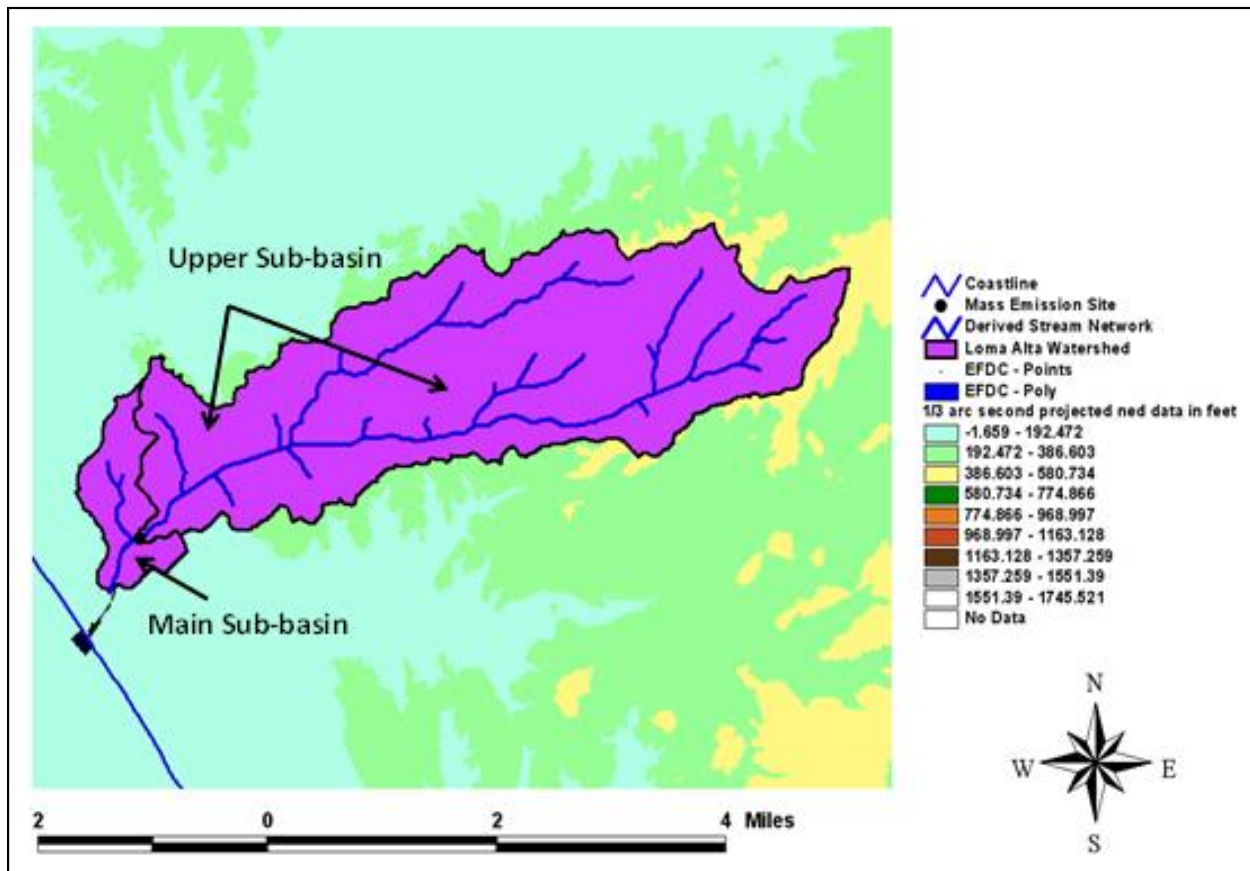 Upper Sub-basin
Main Sub-basin
Coastline
Mass Emission Site
Derived Stream Network
Loma Alta Watershed
EFDC - Points
EFDC - Poly
1/3 arc second projected ned data in feet
-1.659 - 192.472
192.472 - 386.603
386.603 - 580.734
580.734 - 774.866
774.866 - 968.997
968.997 - 1163.128
1163.128 - 1357.259
1357.259 - 1551.39
1551.39 - 1745.521
No Data
N
W E
S
2 0 2 4 Miles